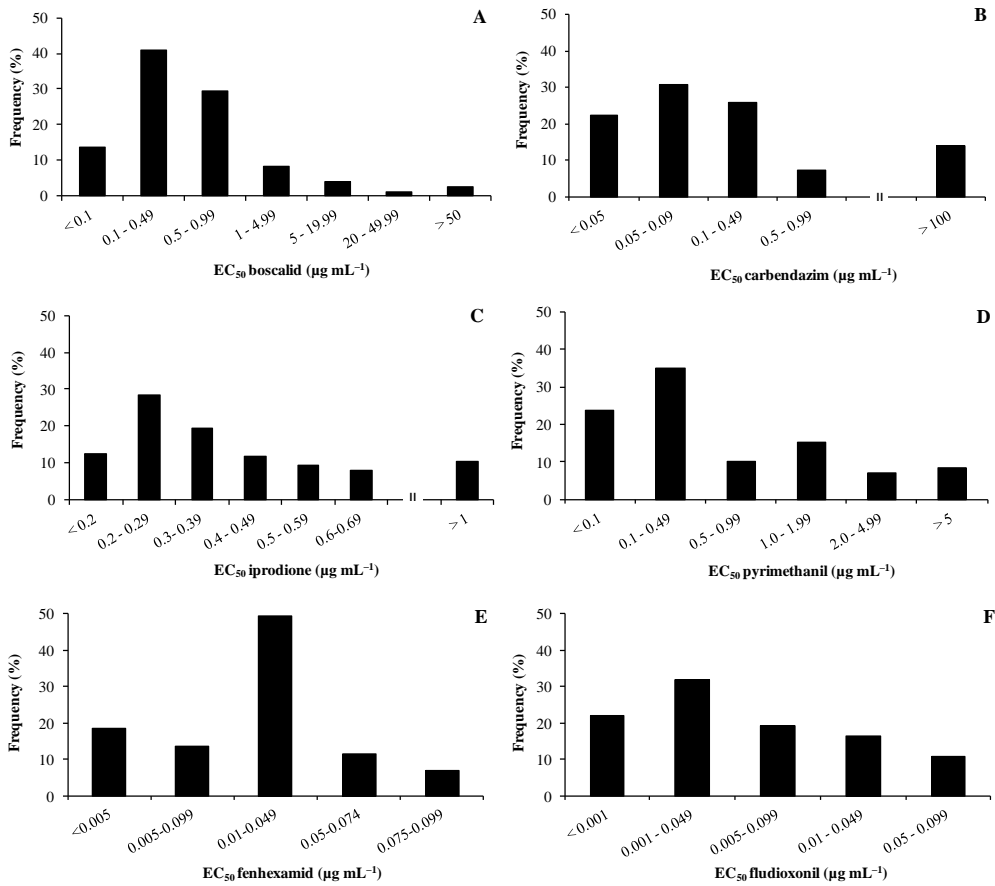 A
50
40
30
20
10
0
Frequency (%)
< 0.1
0.1 - 0.49
0.5 - 0.99
1 - 4.99
5 - 19.99
20 - 49.99
> 50
EC50 boscalid (µg mL−1)
B
50
40
30
20
10
0
Frequency (%)
< 0.05
0.05 - 0.09
0.1 - 0.49
0.5 - 0.99
> 100
EC50 carbendazim (µg mL−1)
C
50
40
30
20
10
0
Frequency (%)
< 0.2
0.2 - 0.29
0.3-0.39
0.4 - 0.49
0.5 - 0.59
0.6-0.69
> 1
EC50 iprodione (µg mL−1)
D
50
40
30
20
10
0
Frequency (%)
< 0.1
0.1 - 0.49
0.5 - 0.99
1.0 - 1.99
2.0 - 4.99
> 5
EC50 pyrimethanil (µg mL−1)
E
50
40
30
20
10
0
Frequency (%)
<0.005
0.005-0.099
0.01-0.049
0.05-0.074
0.075-0.099
EC50 fenhexamid (µg mL−1)
F
50
40
30
20
10
0
Frequency (%)
< 0.001
0.001 - 0.049
0.005-0.099
0.01 - 0.049
0.05 - 0.099
EC50 fludioxonil (µg mL−1)